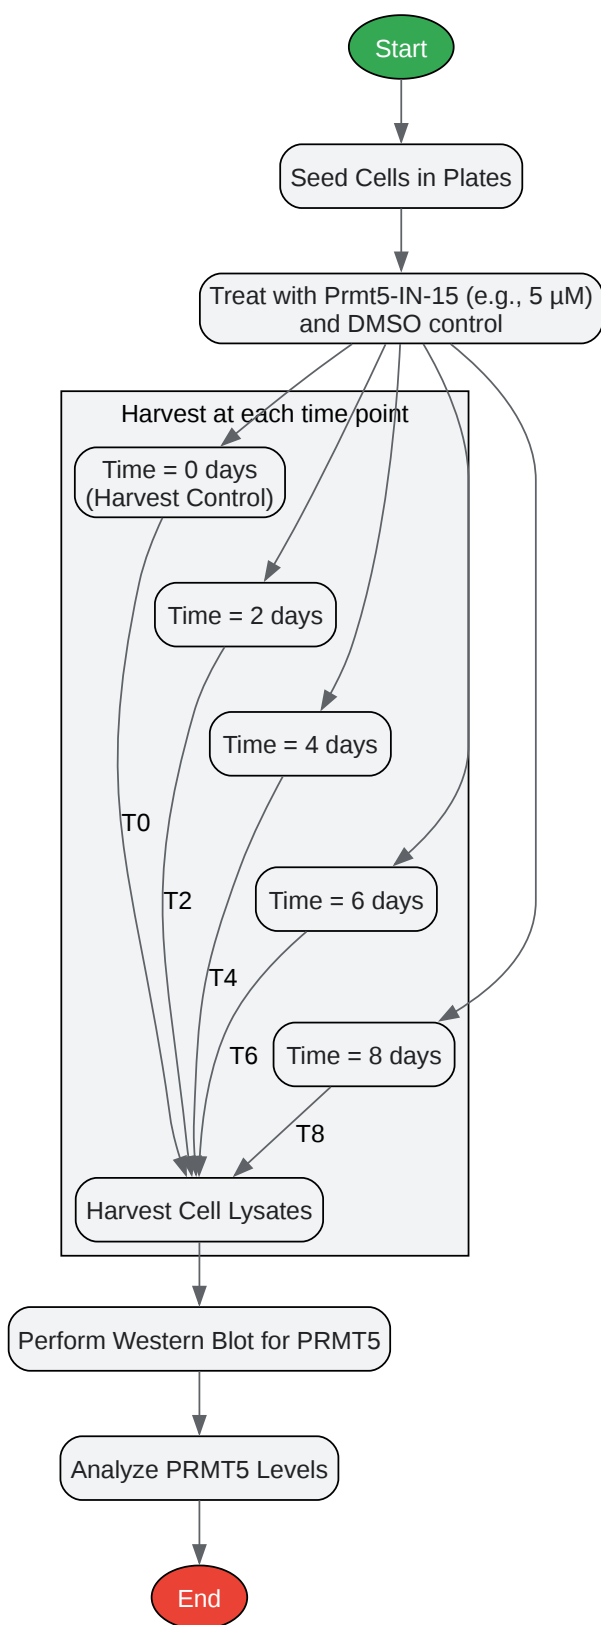 Start
Seed Cells in Plates
Treat with Prmt5-IN-15 (e.g., 5 µM)
and DMSO control
Harvest at each time point
Time = 0 days
(Harvest Control)
Time = 2 days
Time = 4 days
T0
T2
Time = 6 days
T4
T6
Time = 8 days
T8
Harvest Cell Lysates
Perform Western Blot for PRMT5
Analyze PRMT5 Levels
End